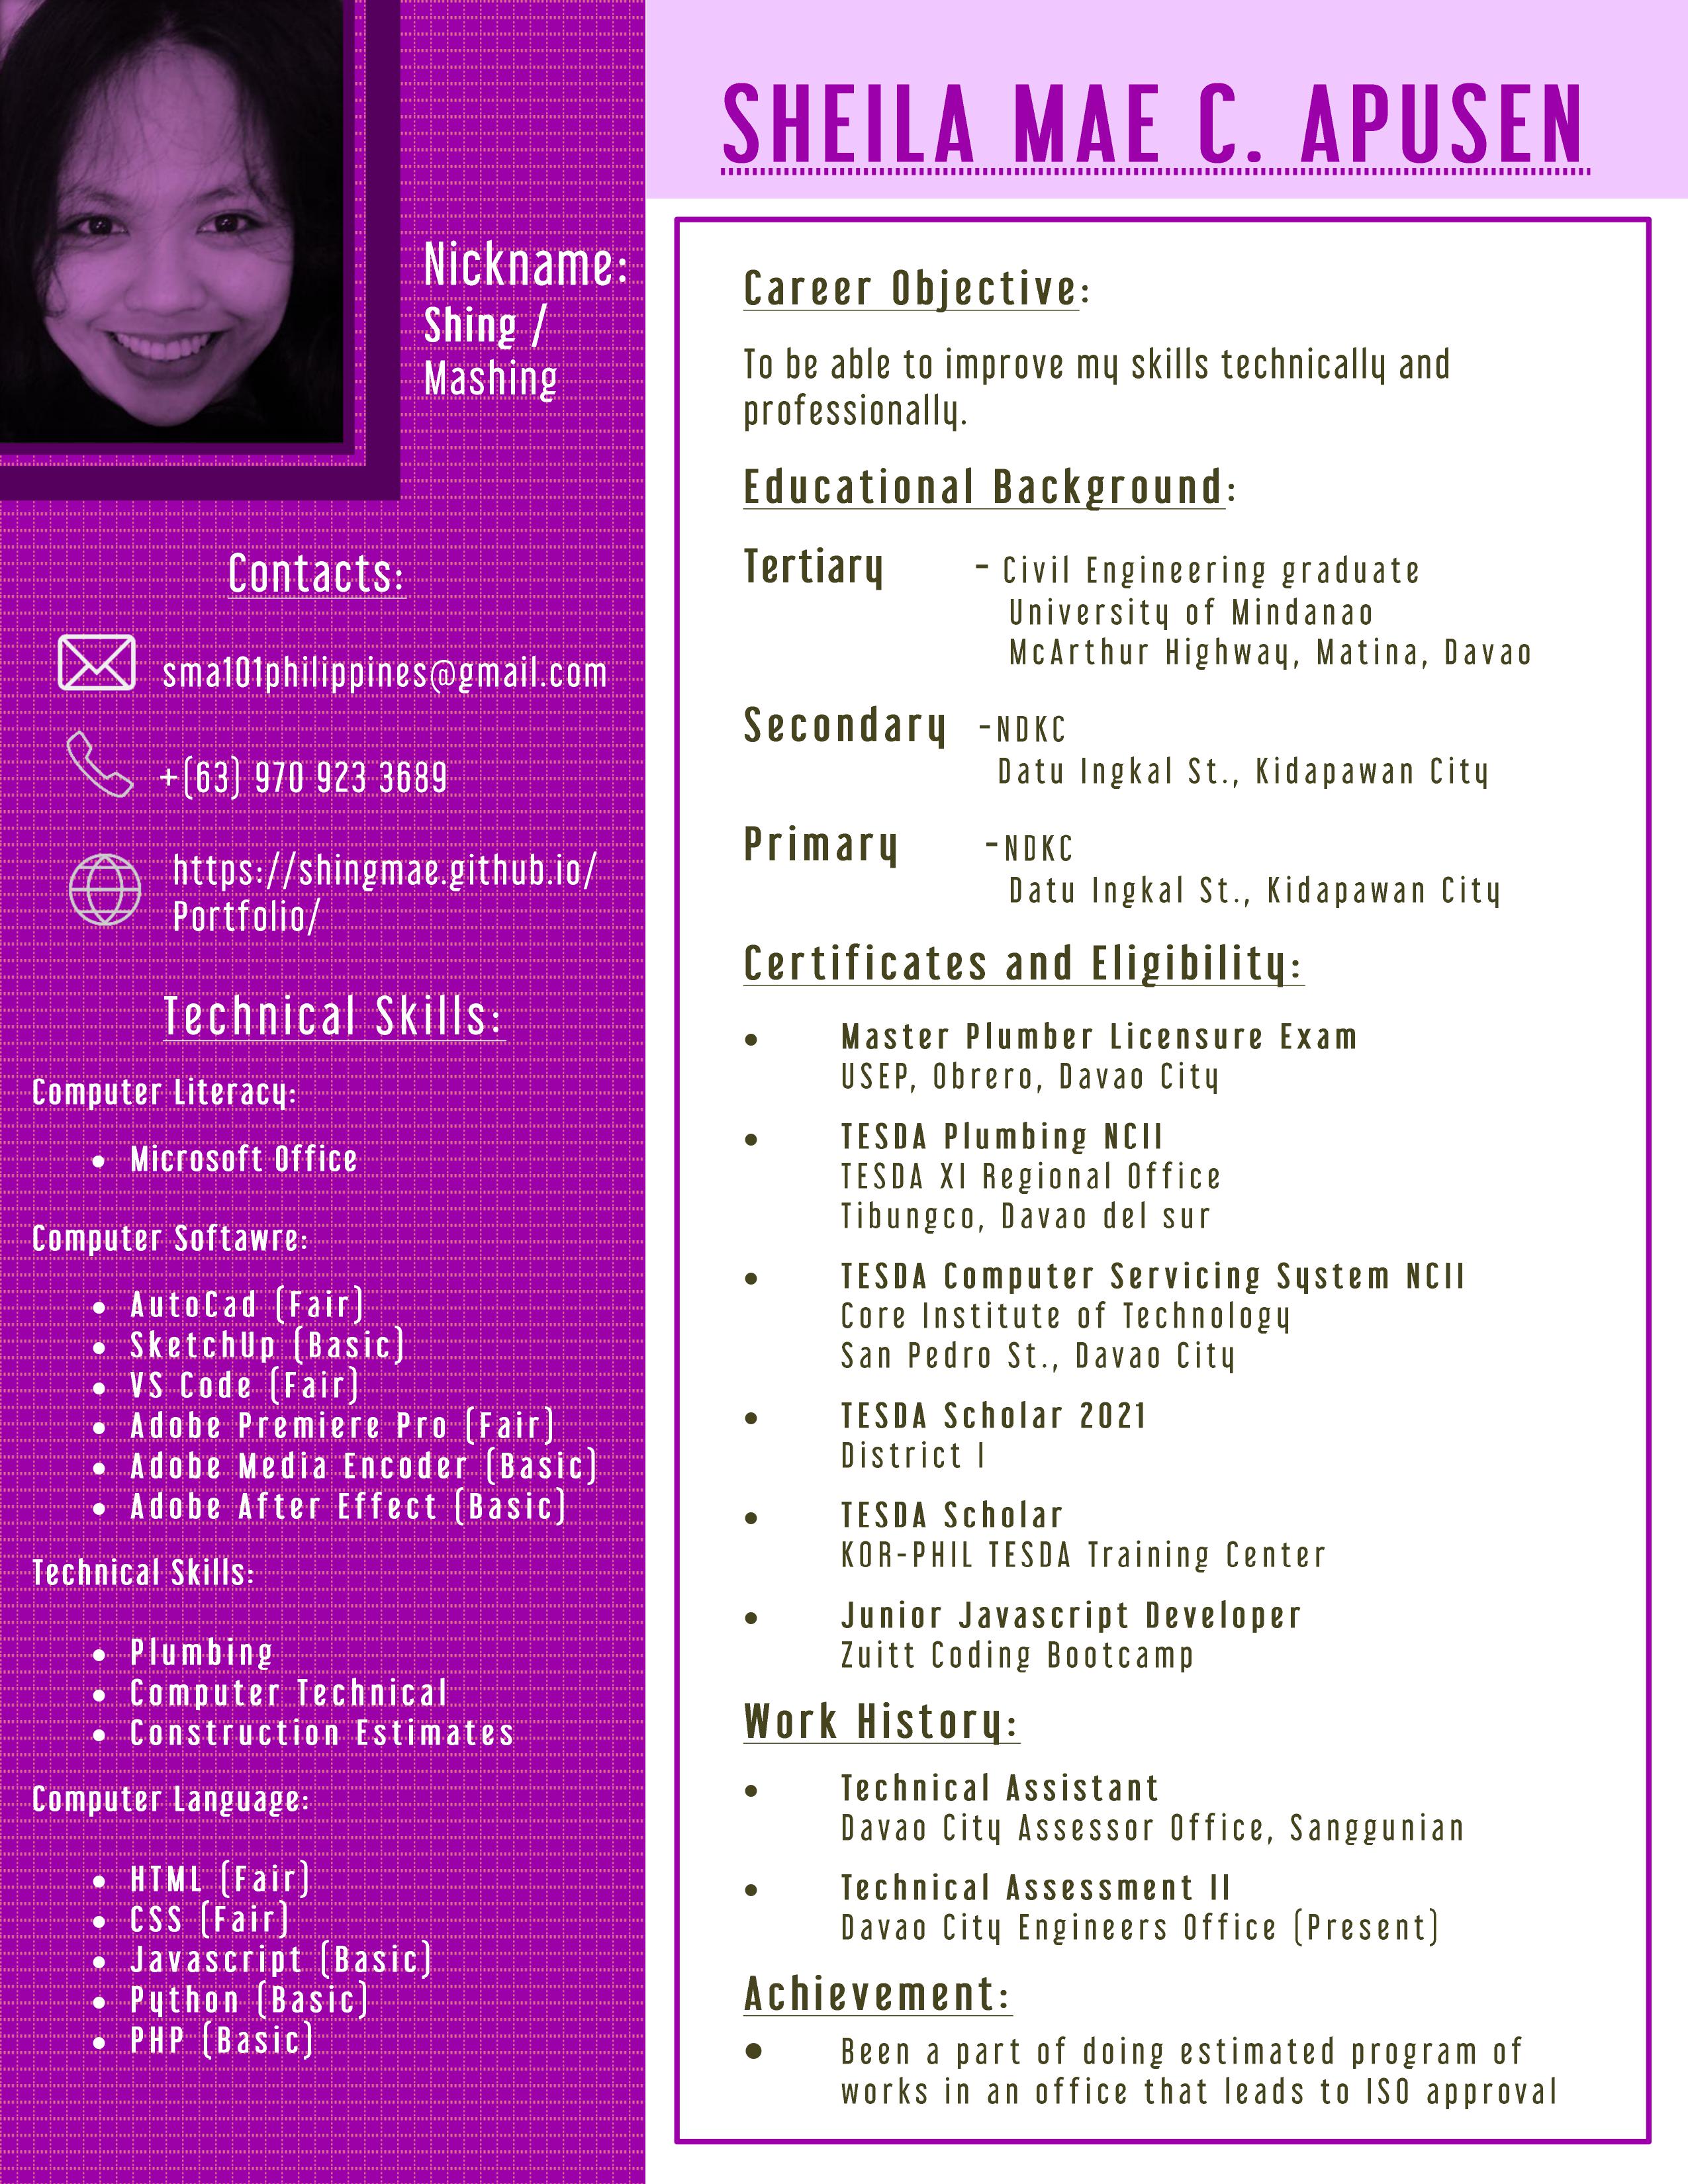 SHEILA MAE C. APUSEN
Nickname:
Shing /
Mashing
Contacts:
sma101philippines@gmail.com
+(63) 970 923 3689
https://shingmae.github.io/
Portfolio/
Technical Skills:
Computer Literacy:
• Microsoft Office
Computer Softawre:
• AutoCad (Fair)
• SketchUp (Basic)
• VS Code (Fair)
• Adobe Premiere Pro (Fair)
• Adobe Media Encoder (Basic)
• Adobe After Effect (Basic)
Technical Skills:
• Plumbing
• Computer Technical
• Construction Estimates
Computer Language:
• HTML (Fair)
• CSS (Fair)
• Javascript (Basic)
• Python (Basic)
• PHP (Basic)
Career Objective:
To be able to improve my skills technically and
professionally.
Educational Background:
Tertiary - Civil Engineering graduate
University of Mindanao
McArthur Highway, Matina, Davao
Secondary -NDKC
Datu Ingkal St., Kidapawan City
Primary -NDKC
Datu Ingkal St., Kidapawan City
Certificates and Eligibility:
• Master Plumber Licensure Exam
USEP, Obrero, Davao City
• TESDA Plumbing NCII
TESDA XI Regional Office
Tibungco, Davao del sur
• TESDA Computer Servicing System NCII
Core Institute of Technology
San Pedro St., Davao City
• TESDA Scholar 2021
District I
• TESDA Scholar
KOR-PHIL TESDA Training Center
• Junior Javascript Developer
Zuitt Coding Bootcamp
Work History:
• Technical Assistant
Davao City Assessor Office, Sanggunian
• Technical Assessment II
Davao City Engineers Office (Present)
Achievement:
• Been a part of doing estimated program of
works in an office that leads to ISO approval